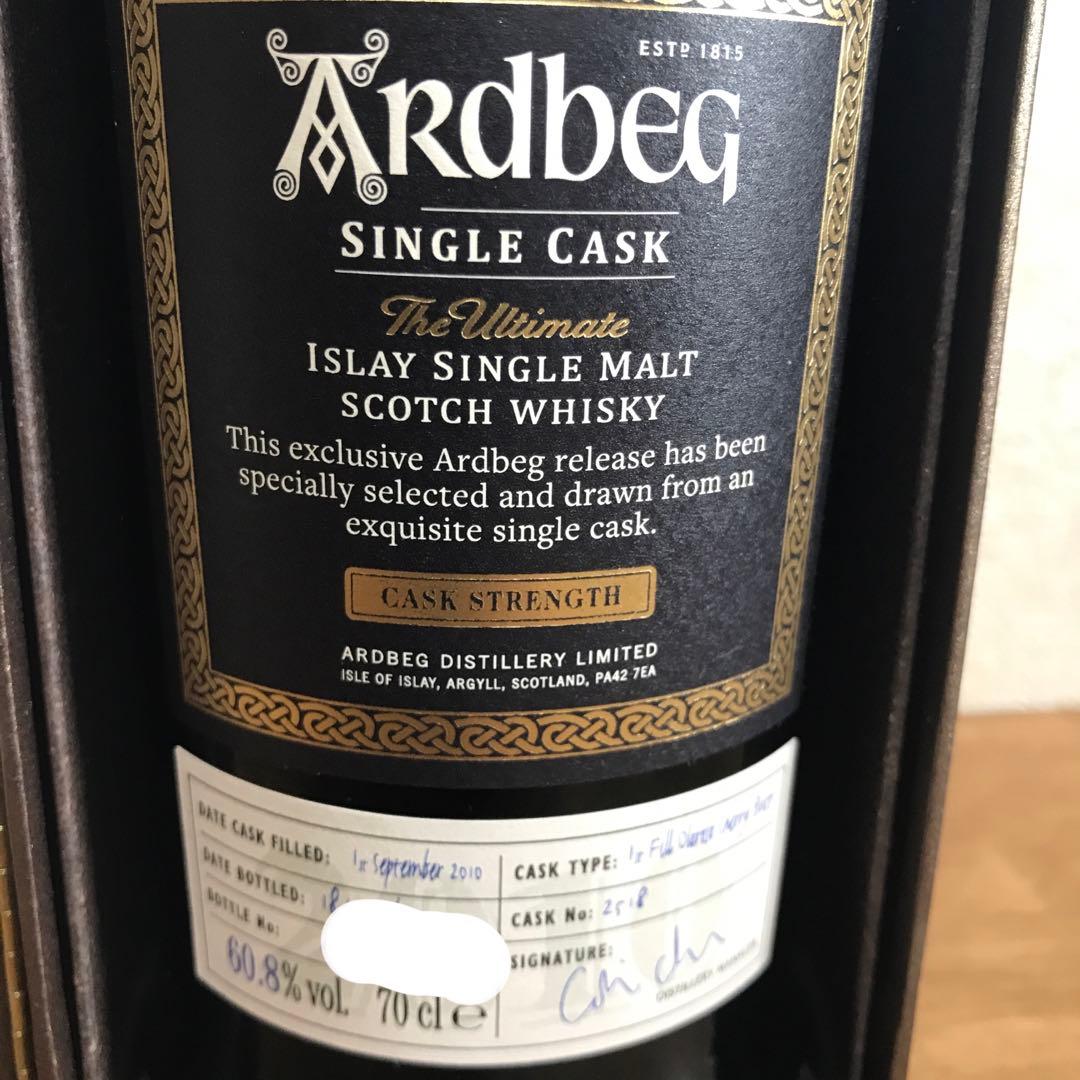 ESTD 1815
ARDBEG
SINGLE CASK
The Ultimate
ISLAY SINGLE MALT
SCOTCH WHISKY
This exclusive Ardbeg release has been
specially selected and drawn from an
exquisite single cask.
CASK STRENGTH
ARDBEG DISTILLERY LIMITED
ISLE OF ISLAY, ARGYLL, SCOTLAND, PA42 7EA
DATE CASK FILLED: 1st September 2010
DATE BOTTLED: 18
BOTTLE No:
60.8% vol. 70 cl e
CASK TYPE: 1st Fill
CASK No: 2518
SIGNATURE: